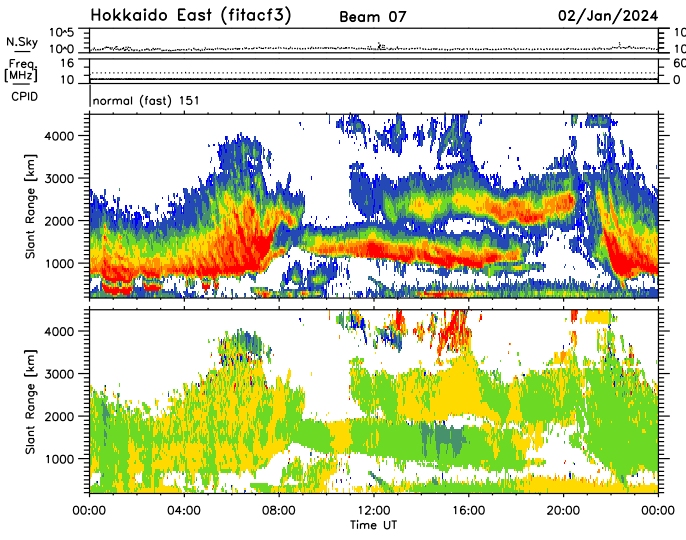 Hokkaido East (fitacf3) Beam 07 02/Jan/2024
N.Sky 10^5 10^0 10 10
Freq. [MHz] 16 10 60 0
CPID normal (fast) 151
Slant Range [km] 4000 3000 2000 1000
Slant Range [km] 4000 3000 2000 1000
00:00 04:00 08:00 12:00 16:00 20:00 00:00
Time UT